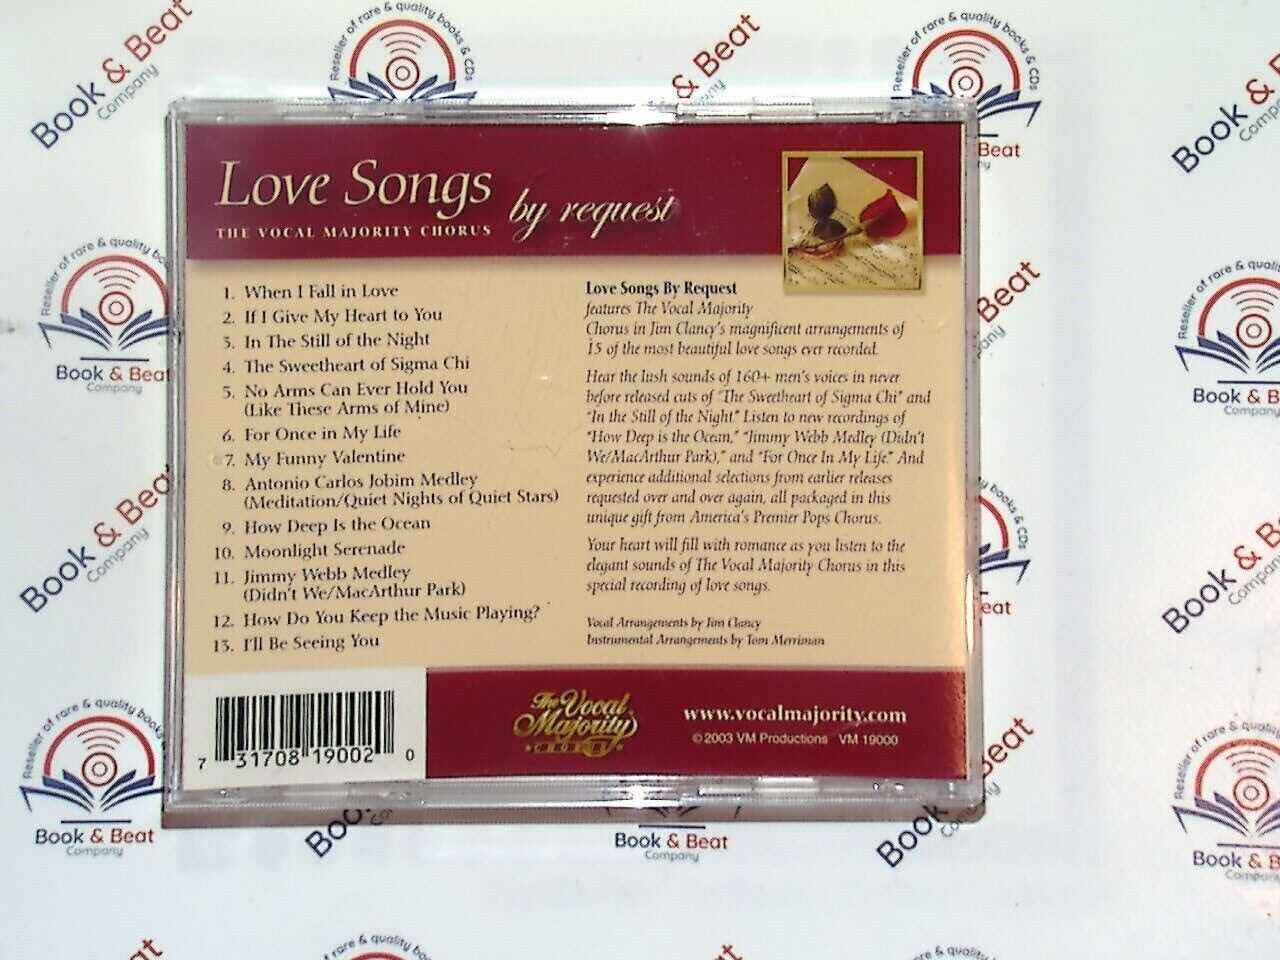 Love Songs by request
THE VOCAL MAJORITY CHORUS
1. When I Fall in Love
2. If I Give My Heart to You
3. In The Still of the Night
4. The Sweetheart of Sigma Chi
5. No Arms Can Ever Hold You
(Like These Arms of Mine)
6. For Once in My Life
7. My Funny Valentine
8. Antonio Carlos Jobim Medley
(Meditation/Quiet Nights of Quiet Stars)
9. How Deep Is the Ocean
10. Moonlight Serenade
11. Jimmy Webb Medley
(Didn't We/MacArthur Park)
12. How Do You Keep the Music Playing?
13. I'll Be Seeing You
Love Songs By Request
features The Vocal Majority
Chorus in Jim Clancy's magnificent arrangements of
15 of the most beautiful love songs ever recorded.
Hear the lush sounds of 160+ men's voices in never
before released cuts of "The Sweetheart of Sigma Chi" and
"In the Still of the Night." Listen to new recordings of
"How Deep is the Ocean," "Jimmy Webb Medley (Didn't
We/MacArthur Park)," and "For Once In My Life." And
experience additional selections from earlier releases
requested over and over again, all packaged in this
unique gift from America's Premier Pops Chorus.
Your heart will fill with romance as you listen to the
elegant sounds of The Vocal Majority Chorus in this
special recording of love songs.
Vocal Arrangements by Jim Clancy
Instrumental Arrangements by Tom Merriman
7 31708 19002 0
The Vocal
Majority
CHORUS
www.vocalmajority.com
©2003 VM Productions VM 19000
Reseller of rare & quality books & CDs
Book & Beat
Company